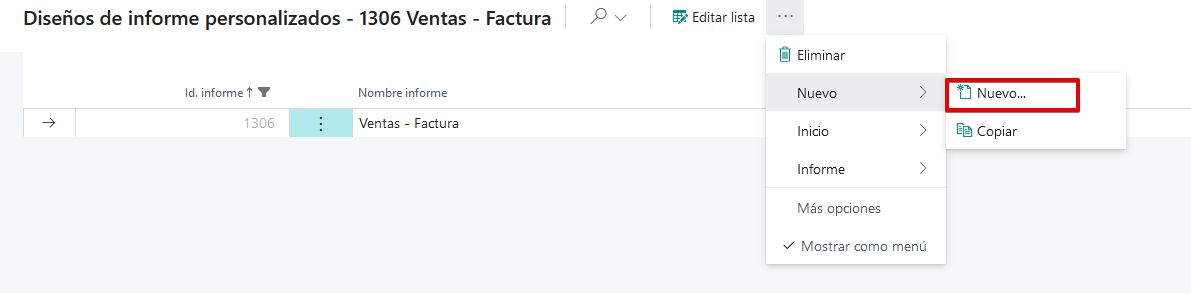 Diseños de informe personalizados - 1306 Ventas - Factura
Editar lista
Eliminar
Id. informe Nombre informe
Nuevo
Nuevo...
1306 Ventas - Factura
Inicio
Copiar
Informe
Más opciones
Mostrar como menú